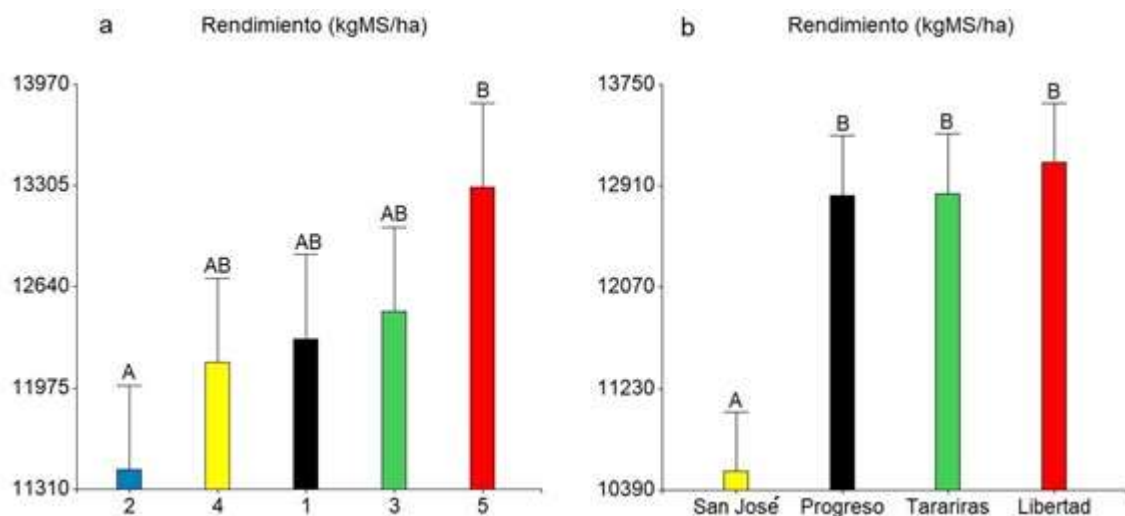 a Rendimiento (kgMS/ha)
13970
13305
12640
11975
11310
A
AB
AB
AB
B
2 4 1 3 5
b Rendimiento (kgMS/ha)
13750
12910
12070
11230
10390
A
B
B
B
San José Progreso Tarariras Libertad